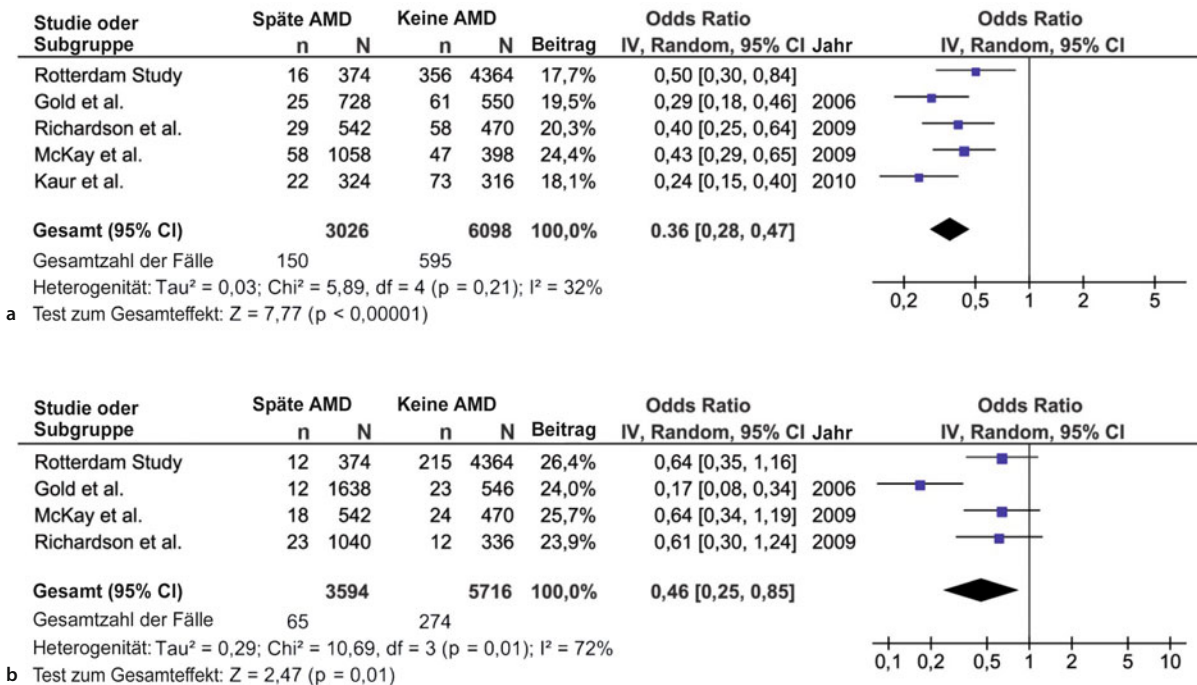 Studie oder Späte AMD Keine AMD Odds Ratio Odds Ratio
Subgruppe n N n N Beitrag IV, Random, 95% CI Jahr IV, Random, 95% CI
Rotterdam Study 16 374 356 4364 17,7% 0,50 [0,30, 0,84]
Gold et al. 25 728 61 550 19,5% 0,29 [0,18, 0,46] 2006
Richardson et al. 29 542 58 470 20,3% 0,40 [0,25, 0,64] 2009
McKay et al. 58 1058 47 398 24,4% 0,43 [0,29, 0,65] 2009
Kaur et al. 22 324 73 316 18,1% 0,24 [0,15, 0,40] 2010
Gesamt (95% CI) 3026 6098 100,0% 0.36 [0,28, 0,47]
Gesamtzahl der Fälle 150 595
Heterogenität: Tau² = 0,03; Chi² = 5,89, df = 4 (p = 0,21); I² = 32%
0,2 0,5 1 2 5
a Test zum Gesamteffekt: Z = 7,77 (p < 0,00001)
Studie oder Späte AMD Keine AMD Odds Ratio Odds Ratio
Subgruppe n N n N Beitrag IV, Random, 95% CI Jahr IV, Random, 95% CI
Rotterdam Study 12 374 215 4364 26,4% 0,64 [0,35, 1,16]
Gold et al. 12 1638 23 546 24,0% 0,17 [0,08, 0,34] 2006
McKay et al. 18 542 24 470 25,7% 0,64 [0,34, 1,19] 2009
Richardson et al. 23 1040 12 336 23,9% 0,61 [0,30, 1,24] 2009
Gesamt (95% CI) 3594 5716 100,0% 0,46 [0,25, 0,85]
Gesamtzahl der Fälle 65 274
Heterogenität: Tau² = 0,29; Chi² = 10,69, df = 3 (p = 0,01); I² = 72%
0,1 0,2 0,5 1 2 5 10
b Test zum Gesamteffekt: Z = 2,47 (p = 0,01)